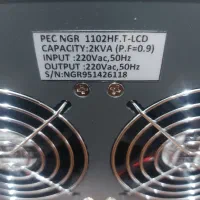 PEC NGR 1102HF.T-LCD
CAPACITY:2KVA (P.F=0.9)
INPUT :220Vac,50Hz
OUTPUT :220Vac,50Hz
S/N:NGR951426118